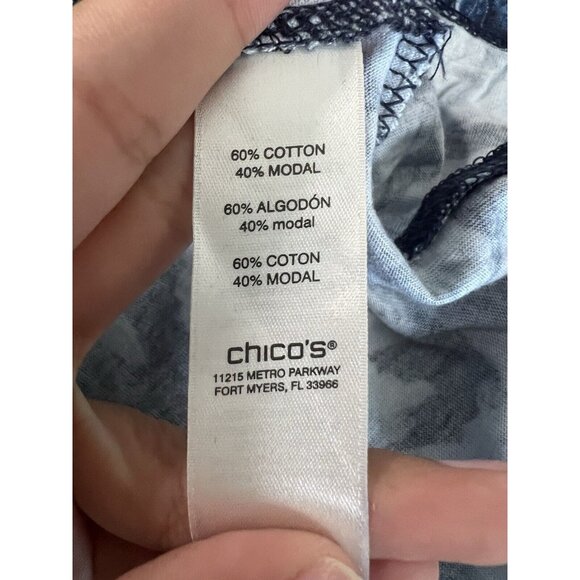 60% COTTON
40% MODAL
60% ALGODÓN
40% modal
60% COTON
40% MODAL
chico's®
11215 METRO PARKWAY
FORT MYERS, FL 33966